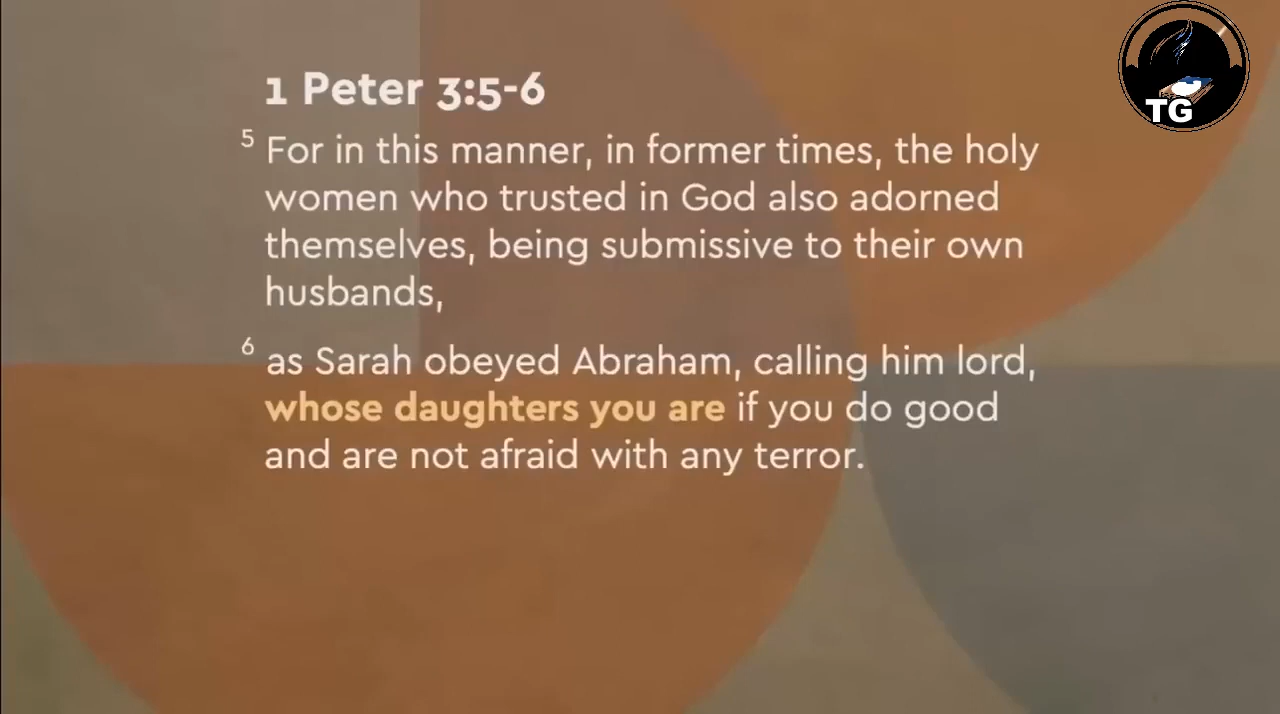 1 Peter 3:5-6
5 For in this manner, in former times, the holy
women who trusted in God also adorned
themselves, being submissive to their own
husbands,
6 as Sarah obeyed Abraham, calling him lord,
whose daughters you are if you do good
and are not afraid with any terror.
TG